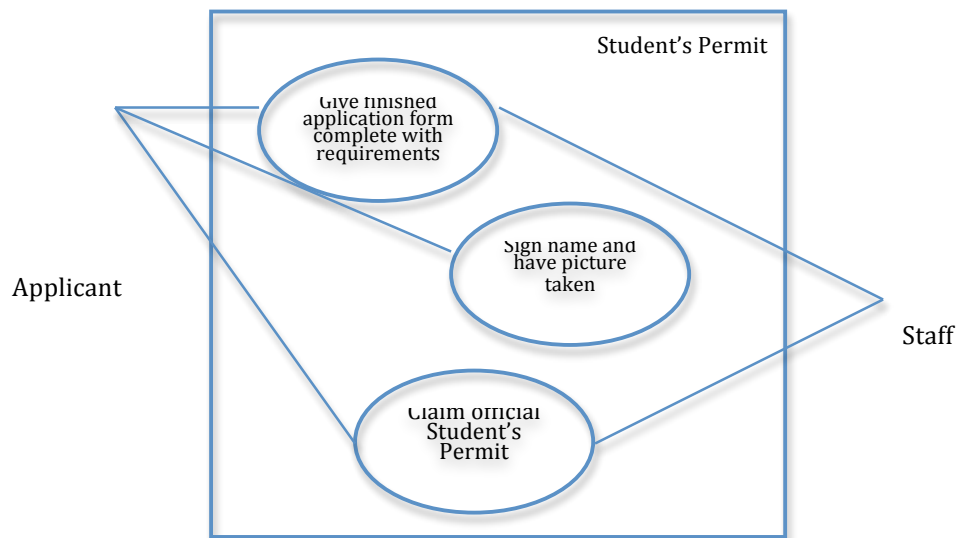 Student’s Permit
Give finished
application form
complete with
requirements
Sign name and
have picture
taken
Applicant
Staff
Claim official
Student’s
Permit